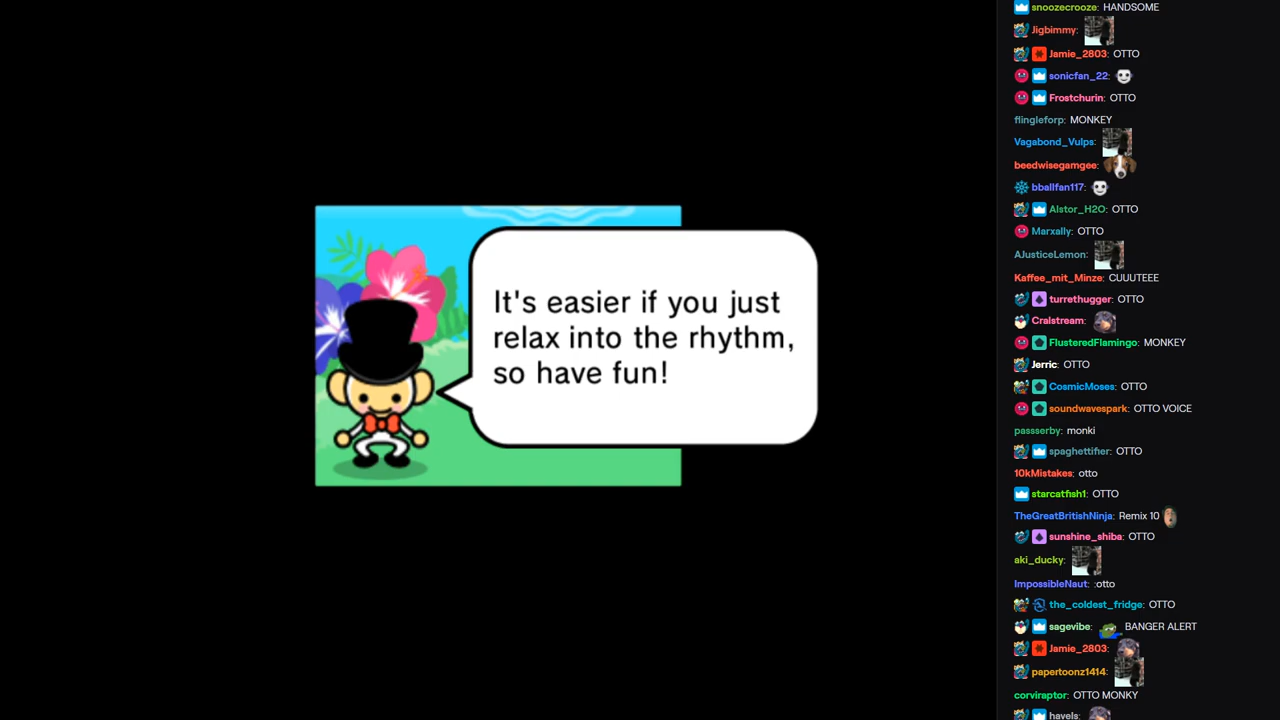 It's easier if you just
relax into the rhythm,
so have fun!
snoozecrooze: HANDSOME
Jigbimmy:
Jamie_2803: OTTO
sonicfan_22:
Frostchurin: OTTO
flingleforp: MONKEY
Vagabond_Vulps:
beedwisegamgee:
bballfan117:
Alstor_H2O: OTTO
Marxally: OTTO
AJusticeLemon:
Kaffee_mit_Minze: CUUUTEEE
turrethugger: OTTO
Cralstream:
FlusteredFlamingo: MONKEY
Jerric: OTTO
CosmicMoses: OTTO
soundwavespark: OTTO VOICE
passserby: monki
spaghettifier: OTTO
10kMistakes: otto
starcatfish1: OTTO
TheGreatBritishNinja: Remix 10
sunshine_shiba: OTTO
aki_ducky:
ImpossibleNaut: :otto
the_coldest_fridge: OTTO
sagevibe: BANGER ALERT
Jamie_2803:
papertoonz1414:
corviraptor: OTTO MONKY
havels: